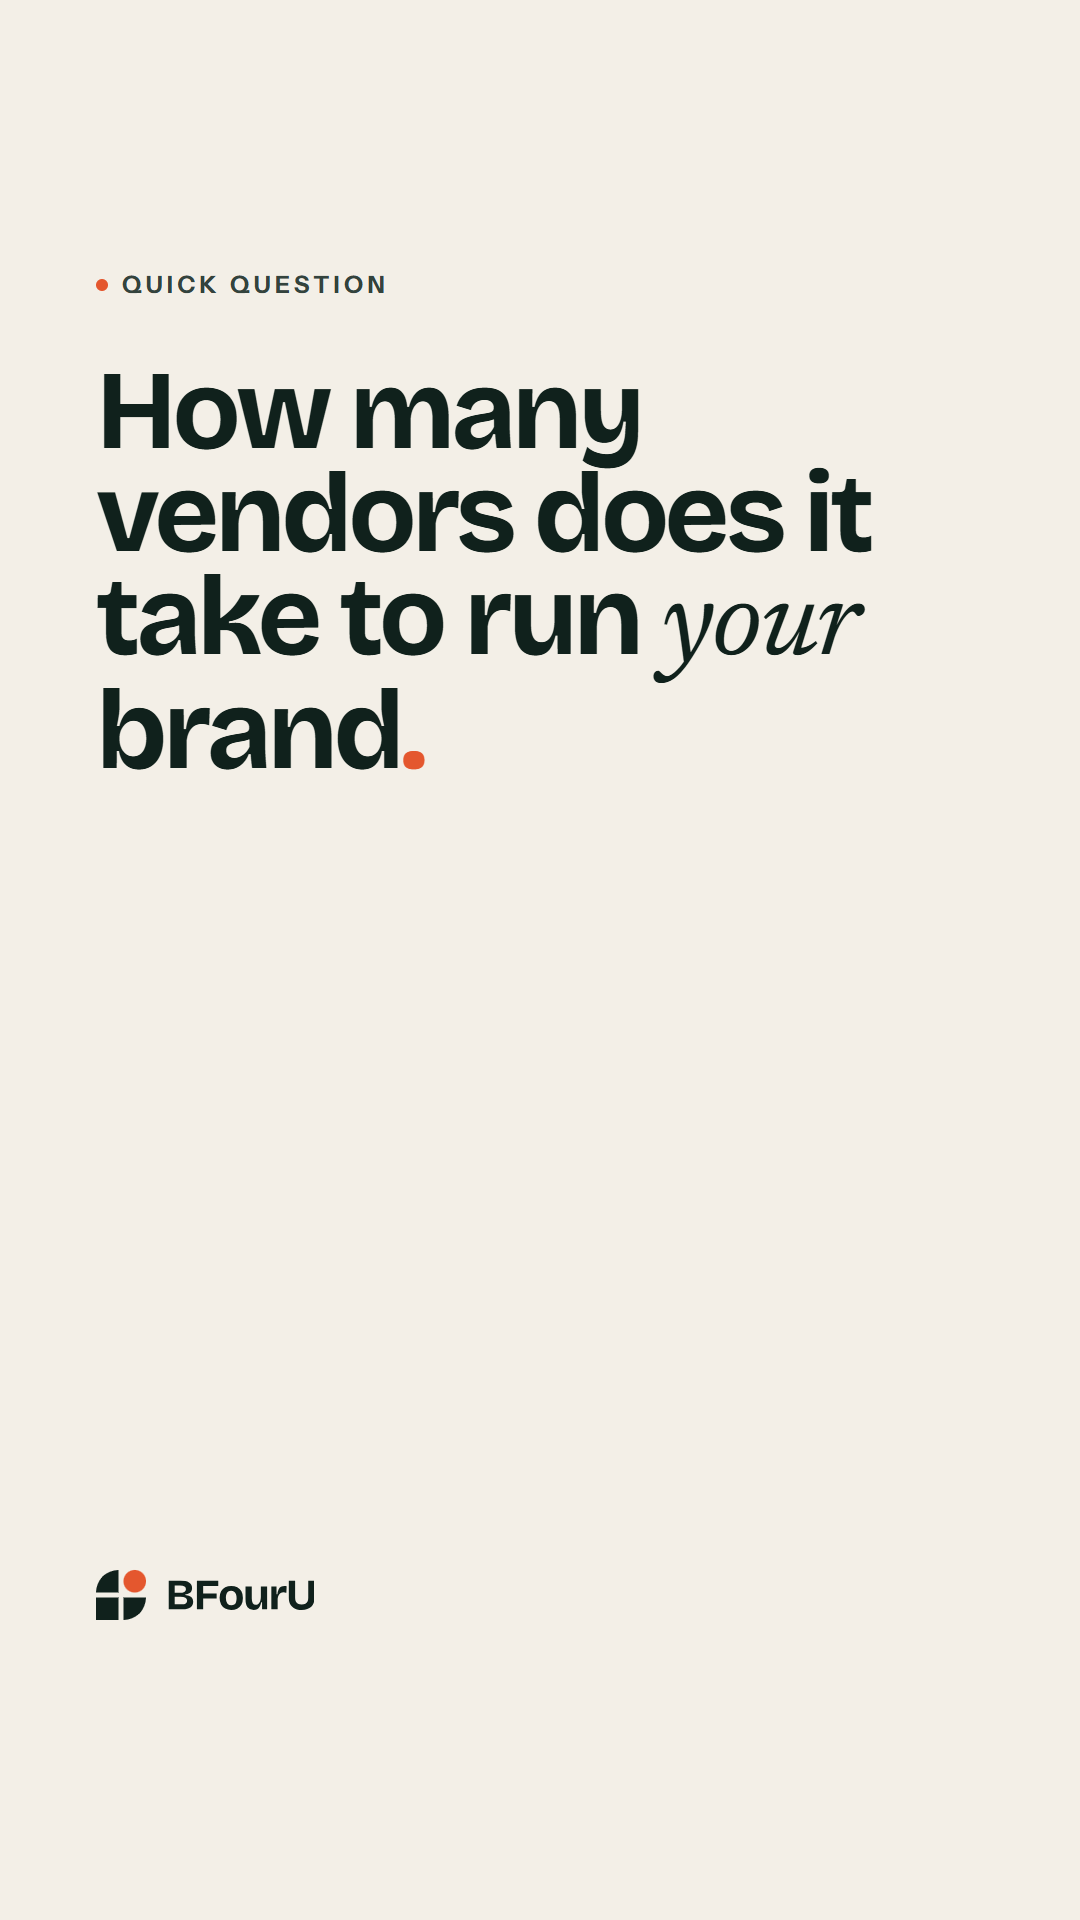 QUICK QUESTION
How many
vendors does it
take to run your
brand.
BFourU